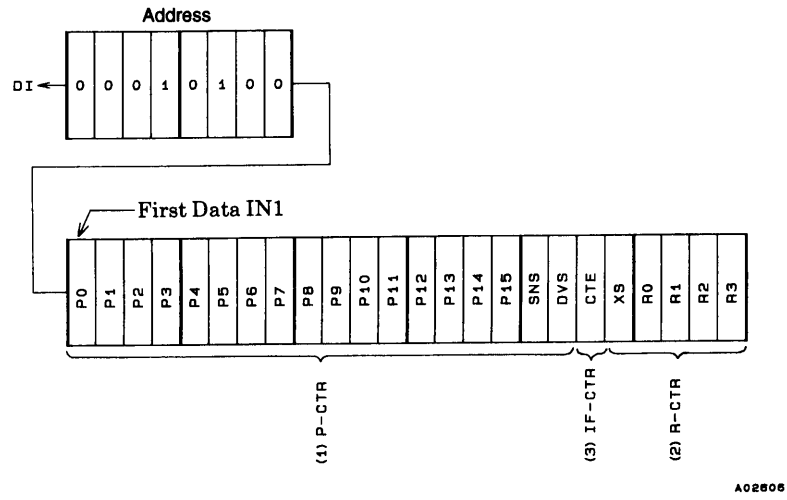 Address
DI 0 0 0 1 0 1 0 0
First Data IN1
P0 P1 P2 P3 P4 P5 P6 P7 P8 P9 P10 P11 P12 P13 P14 P15 SNS DVS CTE XS R0 R1 R2 R3
(1) P-CTR
(3) IF-CTR
(2) R-CTR
A02606